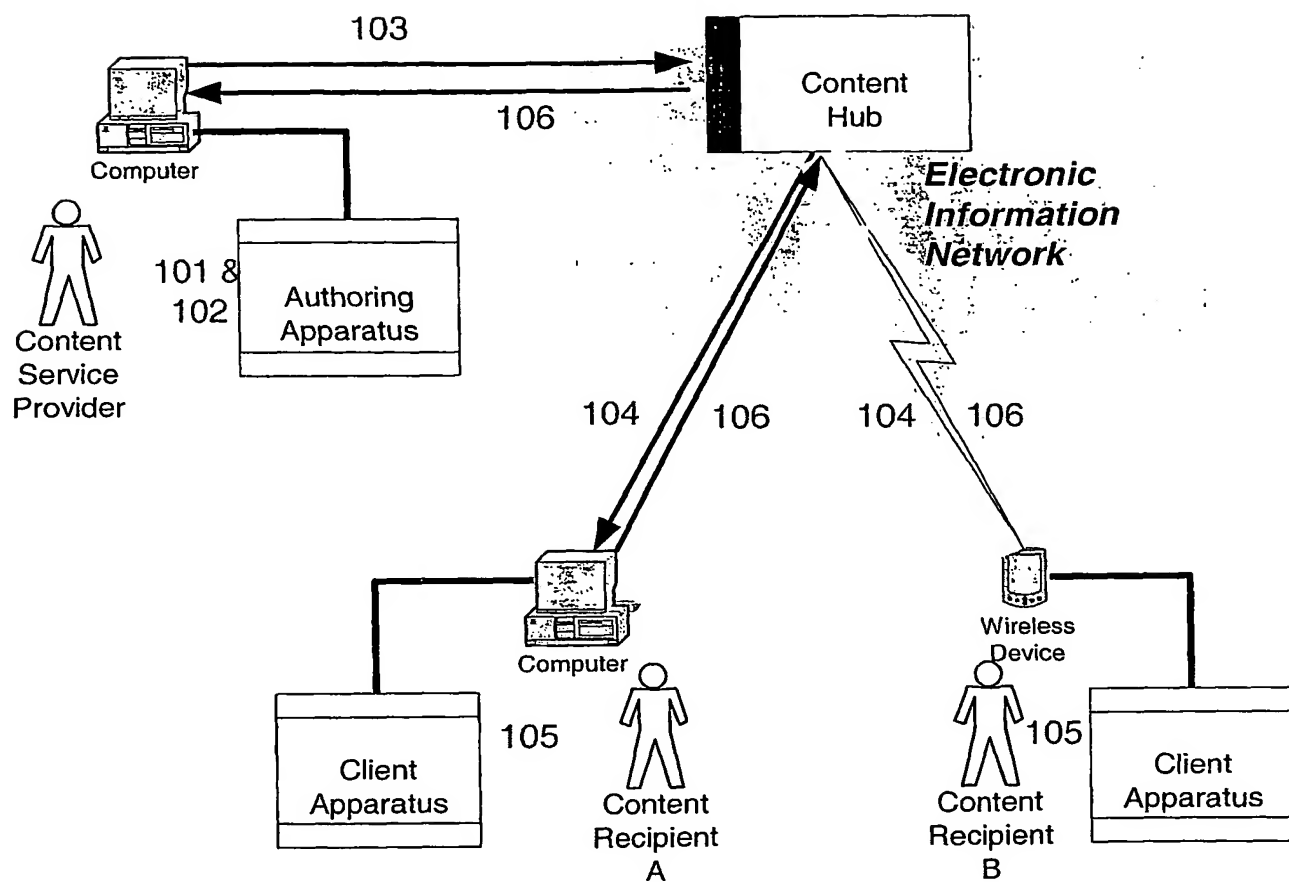 103
Content
Hub
106
Computer
Electronic
Information
Network
101 &
102
Authoring
Apparatus
Content
Service
Provider
104
106
104
106
Computer
Wireless
Device
Client
Apparatus
105
Content
Recipient
A
Content
Recipient
B
105
Client
Apparatus